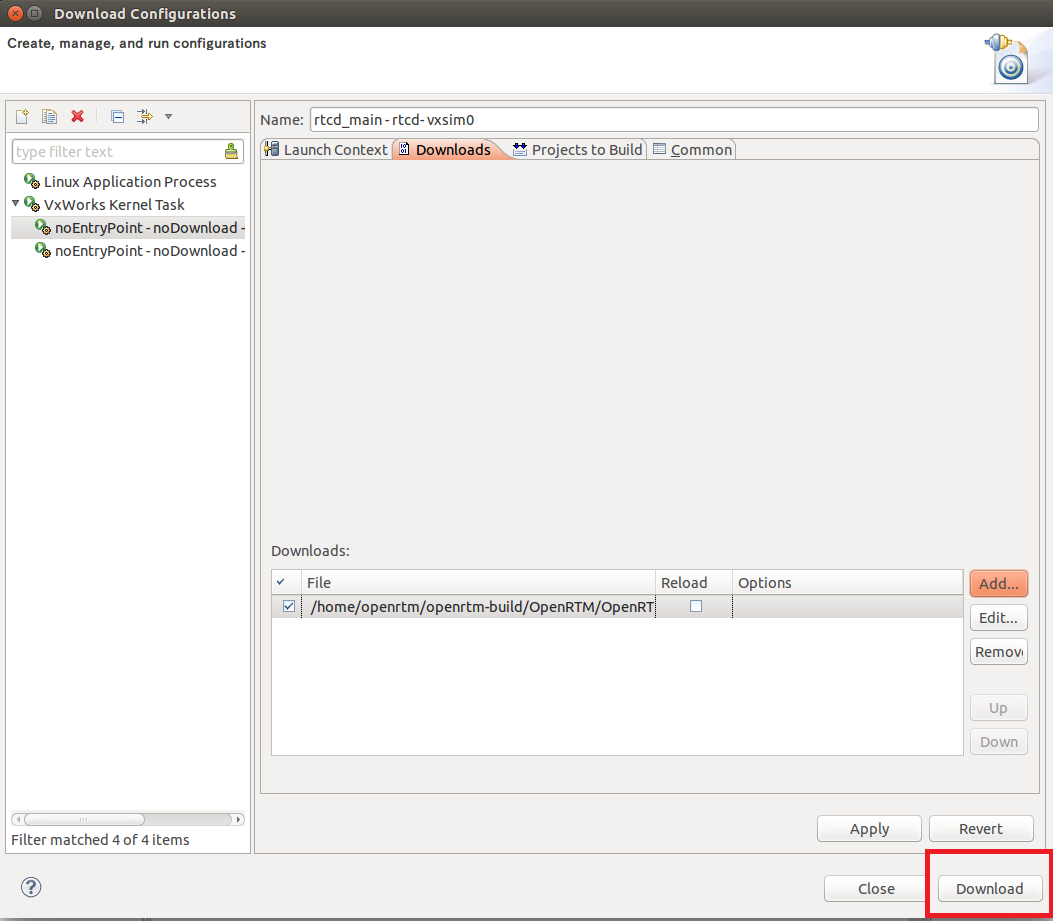 Download Configurations
Create, manage, and run configurations
type filter text
Linux Application Process
VxWorks Kernel Task
noEntryPoint - noDownload -
noEntryPoint - noDownload -
Filter matched 4 of 4 items
Name: rtcd_main - rtcd-vxsim0
Launch Context Downloads Projects to Build Common
Downloads:
File Reload Options
/home/openrtm/openrtm-build/OpenRTM/OpenRT
Add...
Edit...
Remov
Up
Down
Apply Revert
Close Download